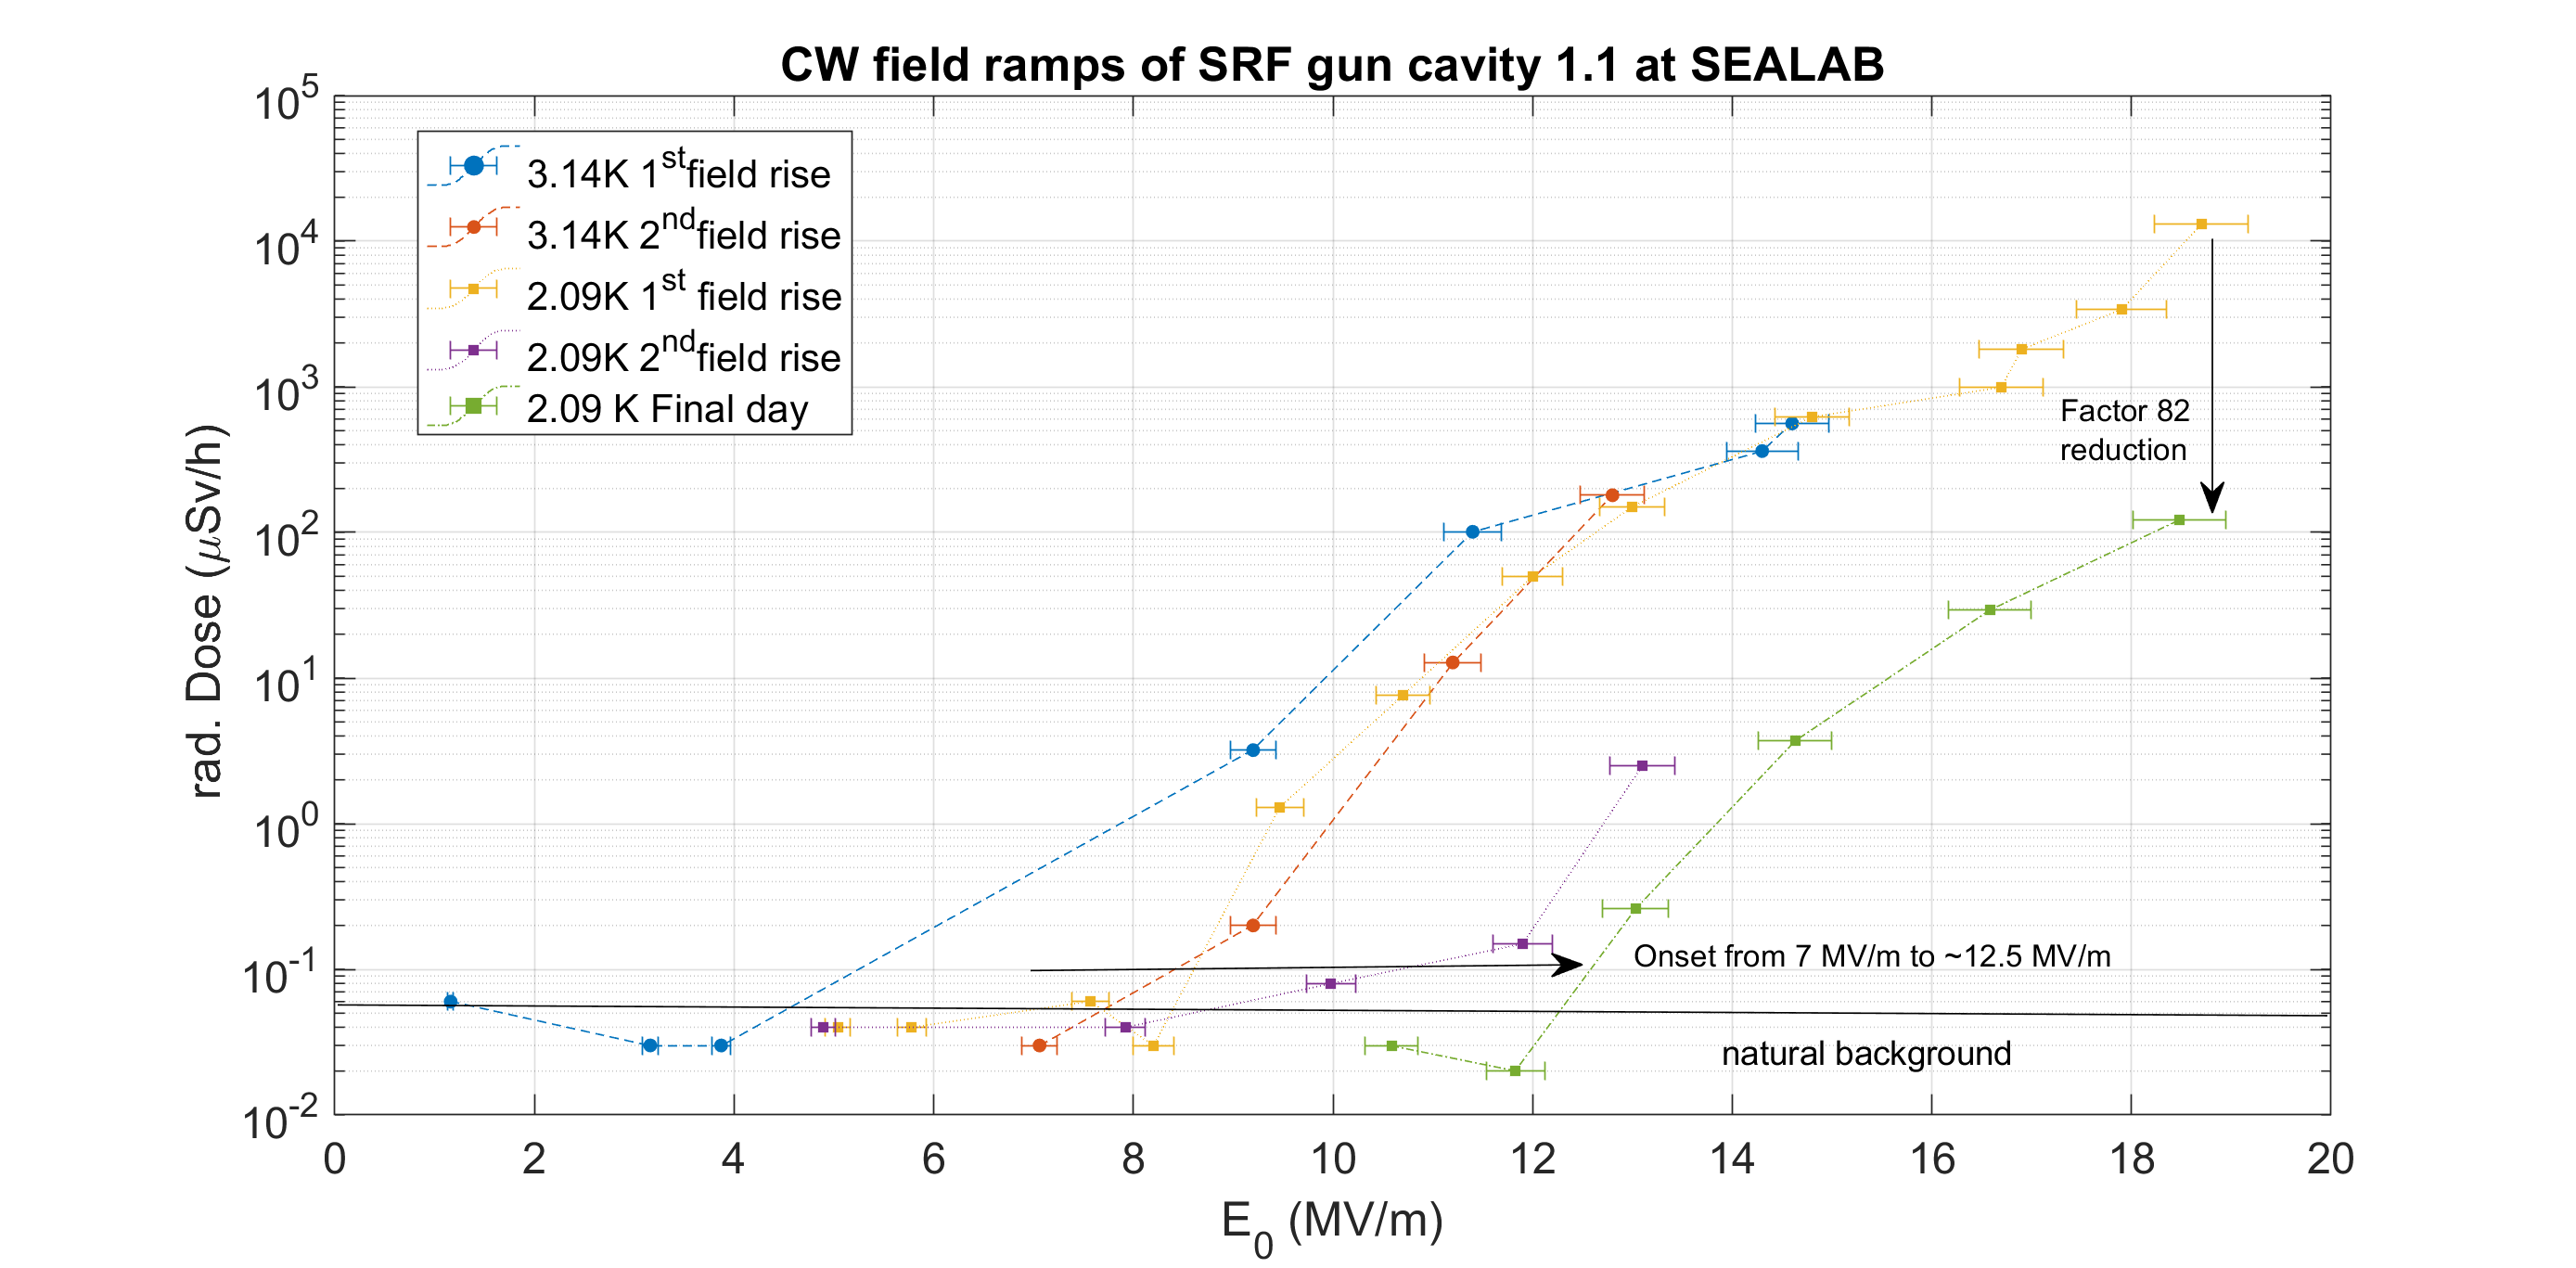 CW field ramps of SRF gun cavity 1.1 at SEALAB
10^5
10^4
10^3
10^2
10^1
10^0
10^-1
10^-2
rad. Dose (μSv/h)
3.14K 1^st field rise
3.14K 2^nd field rise
2.09K 1^st field rise
2.09K 2^nd field rise
2.09 K Final day
Factor 82
reduction
Onset from 7 MV/m to ~12.5 MV/m
natural background
0 2 4 6 8 10 12 14 16 18 20
E_0 (MV/m)